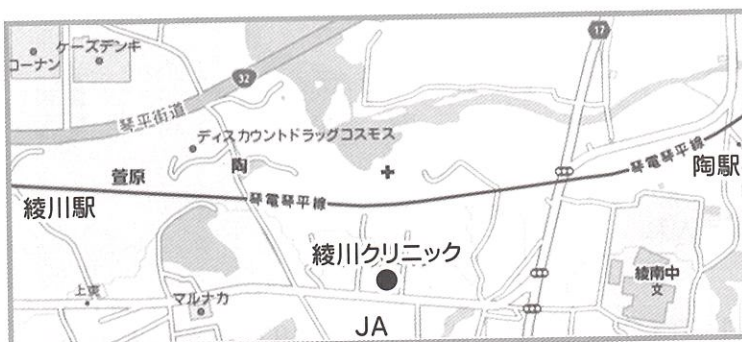 17
ケーズデンキ
コーナン
32
琴平街道
ディスカウントドラッグコスモス
萱原
陶
琴電琴平線
陶駅
綾川駅
琴電琴平線
綾川クリニック
綾南中
文
上東
マルナカ
JA